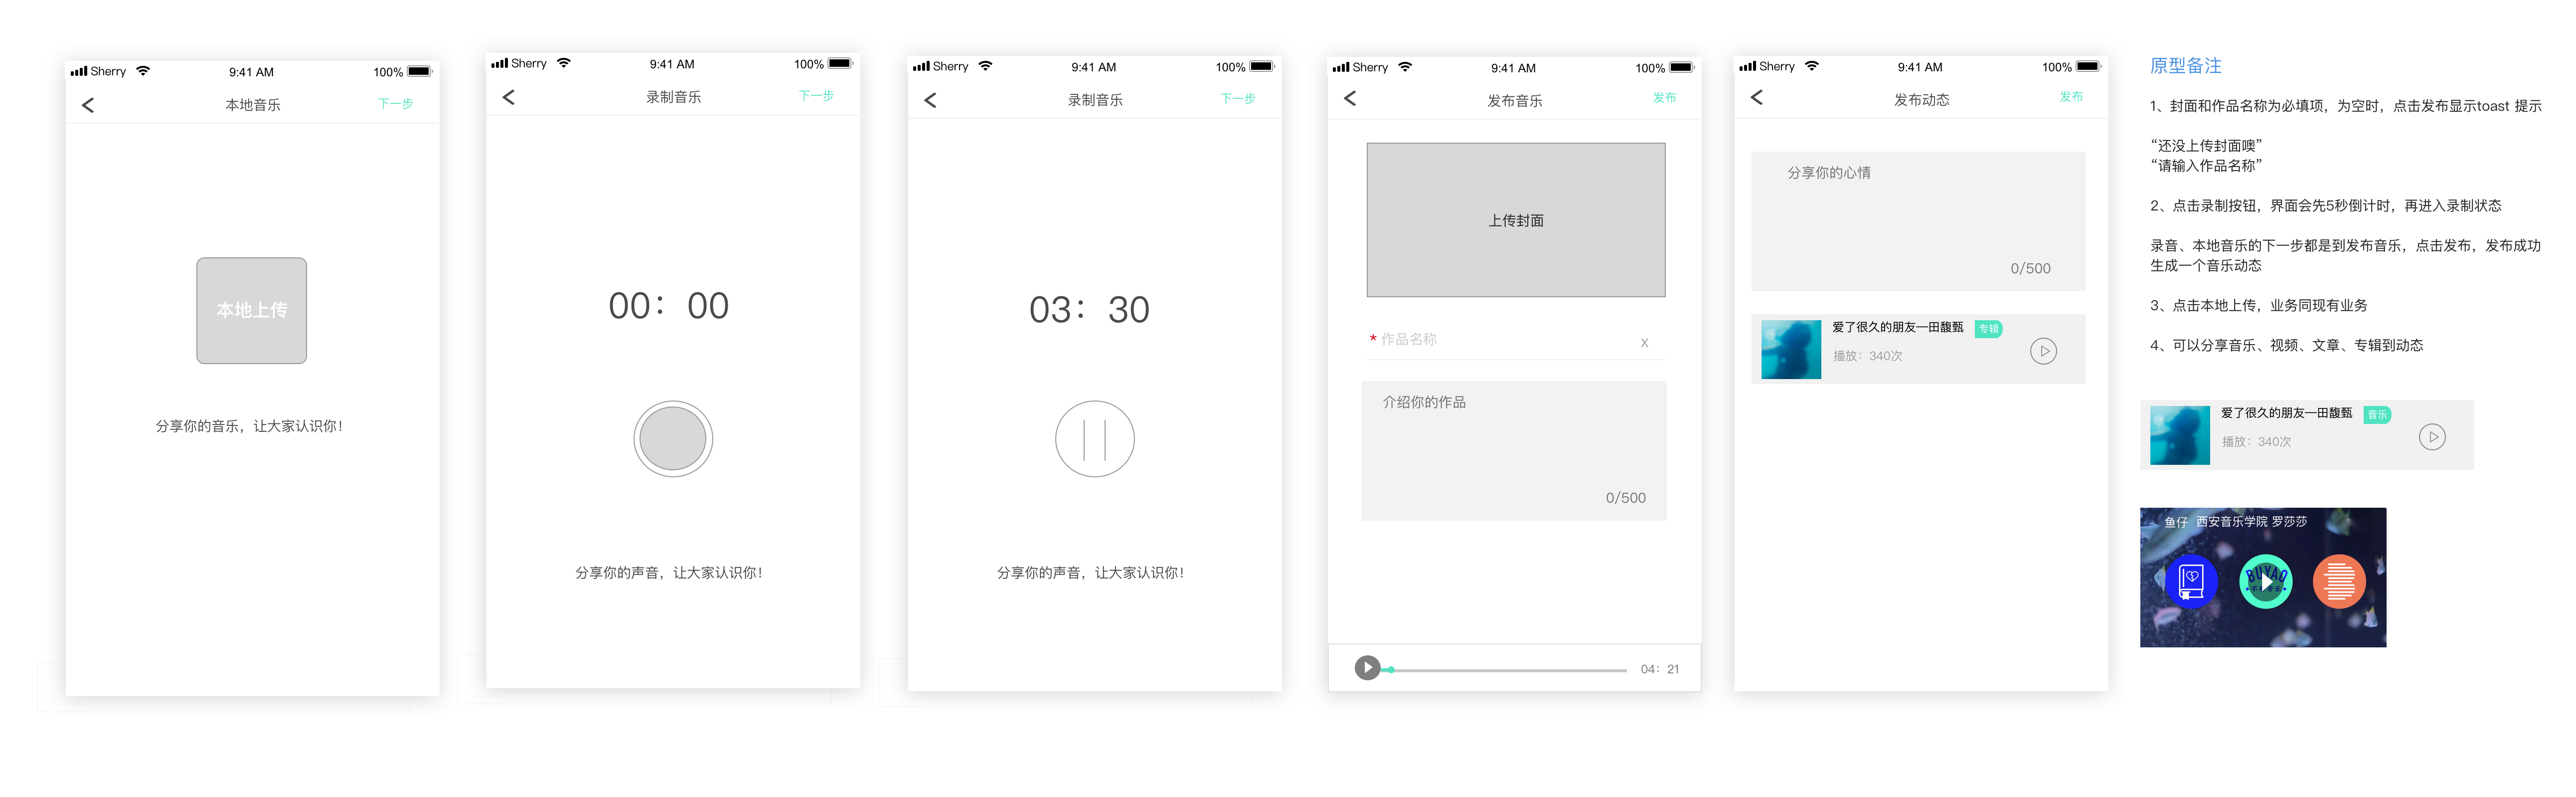 Sherry 9:41 AM 100%
本地音乐 下一步
本地上传
分享你的音乐，让大家认识你！
Sherry 9:41 AM 100%
录制音乐 下一步
00：00
分享你的声音，让大家认识你！
Sherry 9:41 AM 100%
录制音乐 下一步
03：30
分享你的声音，让大家认识你！
Sherry 9:41 AM 100%
发布音乐 发布
上传封面
* 作品名称 x
介绍你的作品
0/500
04：21
Sherry 9:41 AM 100%
发布动态 发布
分享你的心情
0/500
爱了很久的朋友—田馥甄 专辑
播放：340次
原型备注
1、封面和作品名称为必填项，为空时，点击发布显示toast 提示
“还没上传封面噢”
“请输入作品名称”
2、点击录制按钮，界面会先5秒倒计时，再进入录制状态
录音、本地音乐的下一步都是到发布音乐，点击发布，发布成功
生成一个音乐动态
3、点击本地上传，业务同现有业务
4、可以分享音乐、视频、文章、专辑到动态
爱了很久的朋友—田馥甄 音乐
播放：340次
鱼仔 西安音乐学院 罗莎莎
BUYAO